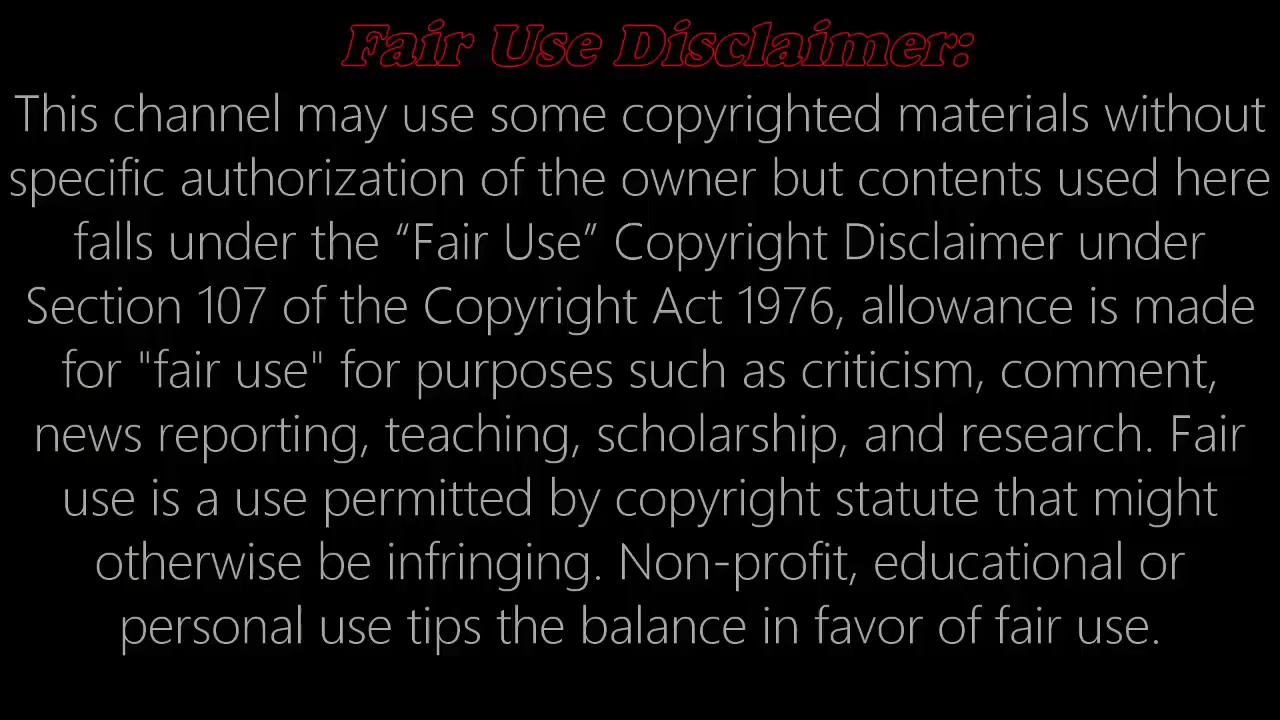 Fair Use Disclaimer:
This channel may use some copyrighted materials without
specific authorization of the owner but contents used here
falls under the “Fair Use” Copyright Disclaimer under
Section 107 of the Copyright Act 1976, allowance is made
for "fair use" for purposes such as criticism, comment,
news reporting, teaching, scholarship, and research. Fair
use is a use permitted by copyright statute that might
otherwise be infringing. Non-profit, educational or
personal use tips the balance in favor of fair use.